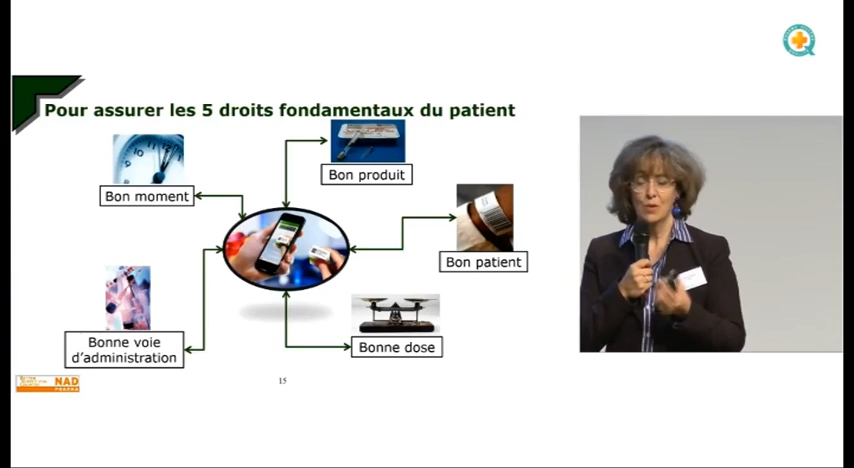 Pour assurer les 5 droits fondamentaux du patient
Bon moment
Bon produit
Bon patient
Bonne voie
d'administration
Bonne dose
NAD
PHARMA
15